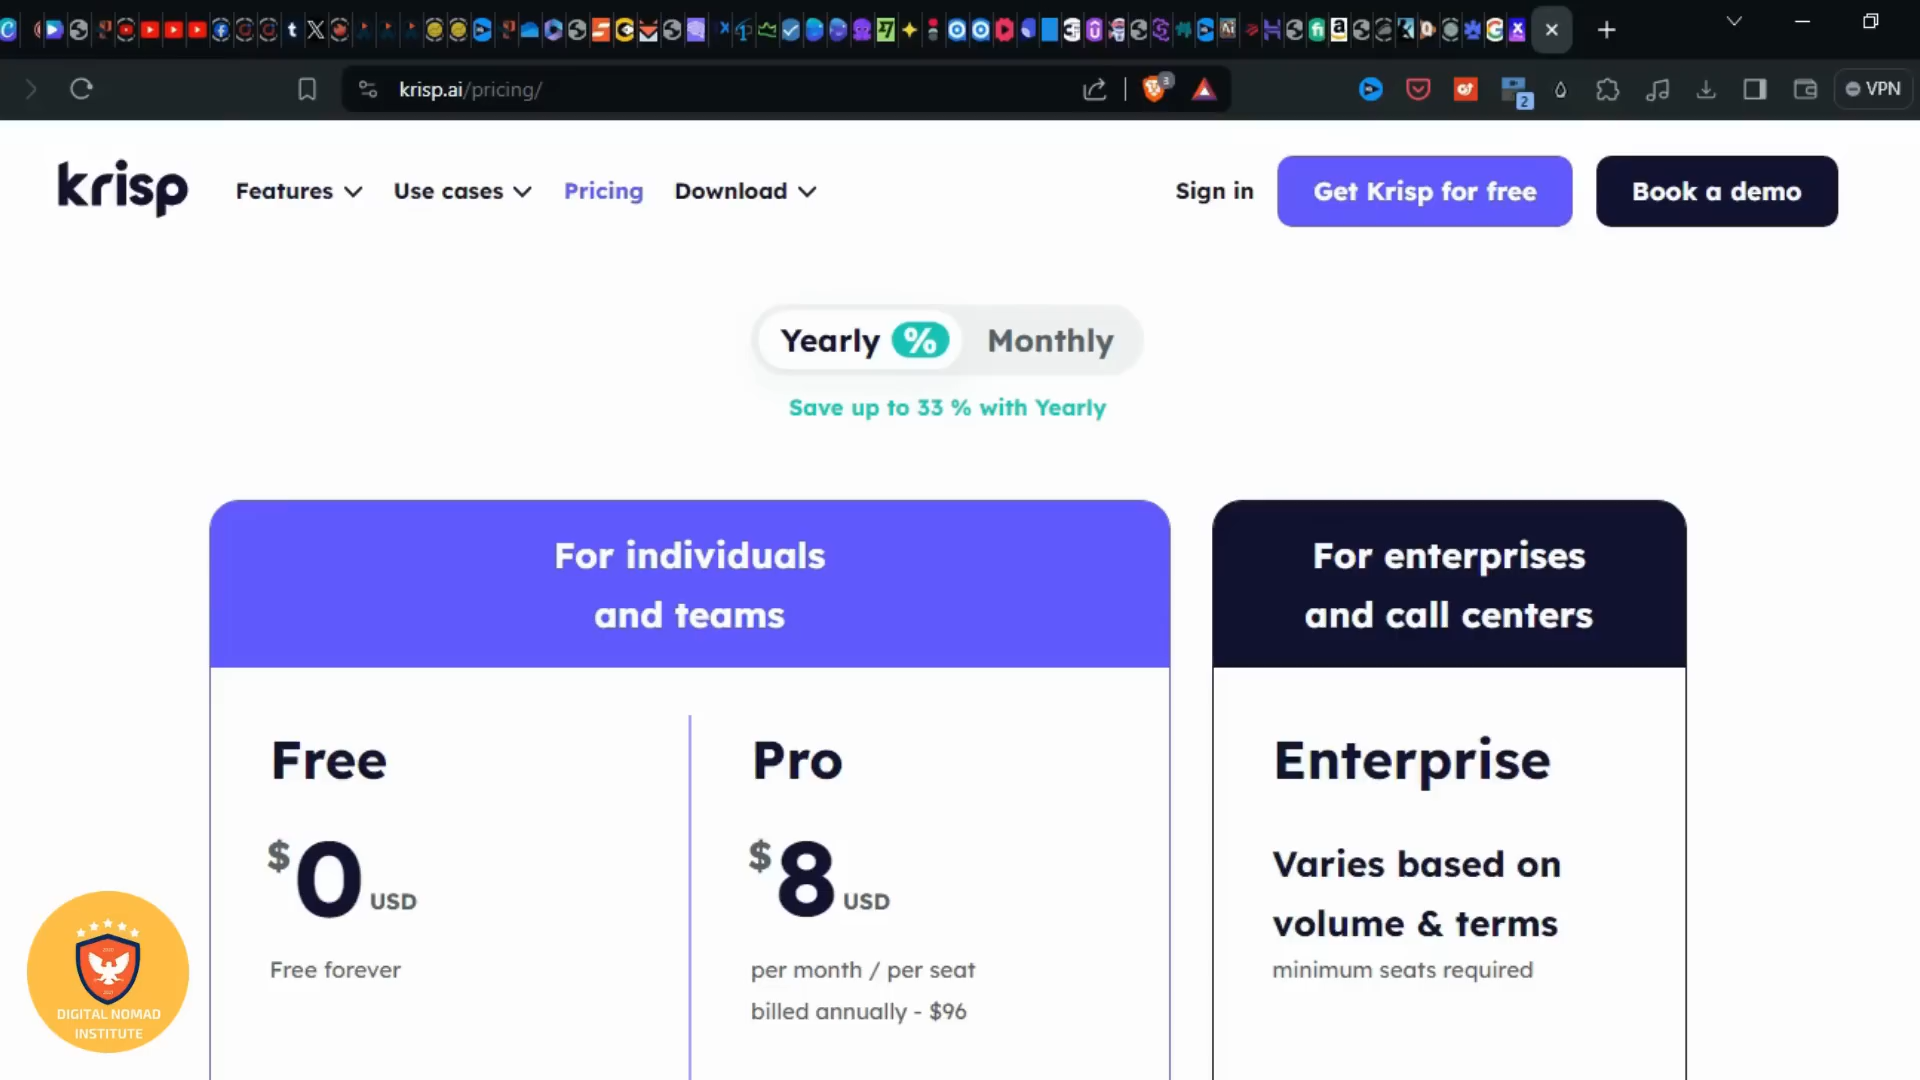 krisp.ai/pricing/
3
2
VPN
krisp
Features
Use cases
Pricing
Download
Sign in
Get Krisp for free
Book a demo
Yearly %
Monthly
Save up to 33 % with Yearly
For individuals
and teams
For enterprises
and call centers
Free
$0 USD
Free forever
Pro
$8 USD
per month / per seat
billed annually - $96
Enterprise
Varies based on
volume & terms
minimum seats required
DIGITAL NOMAD
INSTITUTE